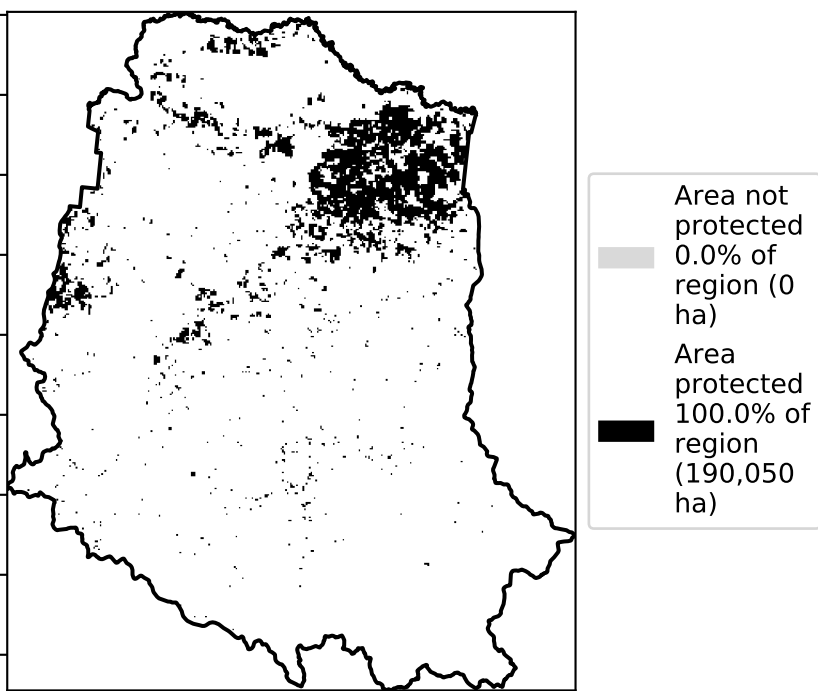 Area not
protected
0.0% of
region (0
ha)
Area
protected
100.0% of
region
(190,050
ha)